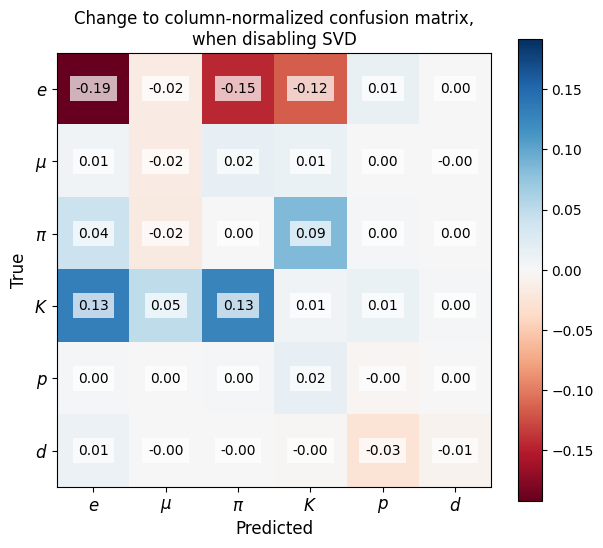 Change to column-normalized confusion matrix,
when disabling SVD
e -0.19 -0.02 -0.15 -0.12 0.01 0.00
μ 0.01 -0.02 0.02 0.01 0.00 -0.00
π 0.04 -0.02 0.00 0.09 0.00 0.00
K 0.13 0.05 0.13 0.01 0.01 0.00
p 0.00 0.00 0.00 0.02 -0.00 0.00
d 0.01 -0.00 -0.00 -0.00 -0.03 -0.01
e μ π K p d
Predicted
True
0.15
0.10
0.05
0.00
−0.05
−0.10
−0.15